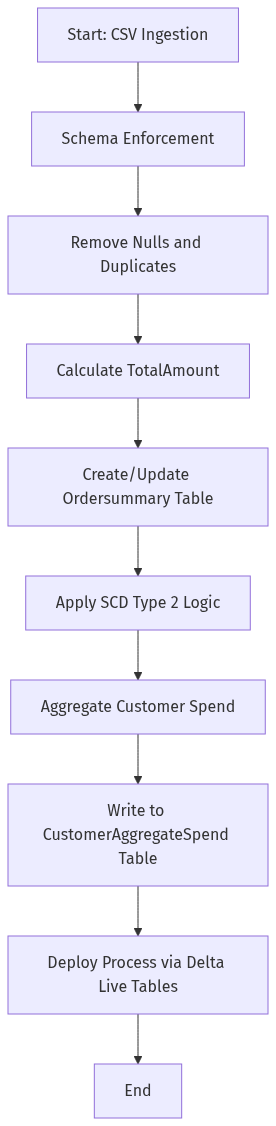 Start: CSV Ingestion
Schema Enforcement
Remove Nulls and
Duplicates
Calculate TotalAmount
Create/Update
Ordersummary Table
Apply SCD Type 2 Logic
Aggregate Customer Spend
Write to
CustomerAggregateSpend
Table
Deploy Process via Delta
Live Tables
End